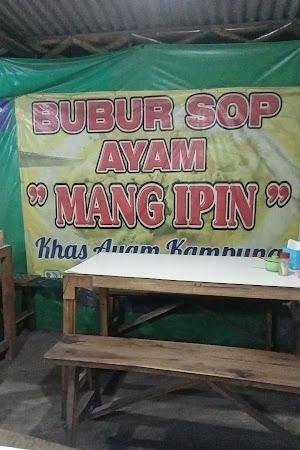 BUBUR SOP
AYAM
" MANG IPIN "
Khas Ayam Kampung